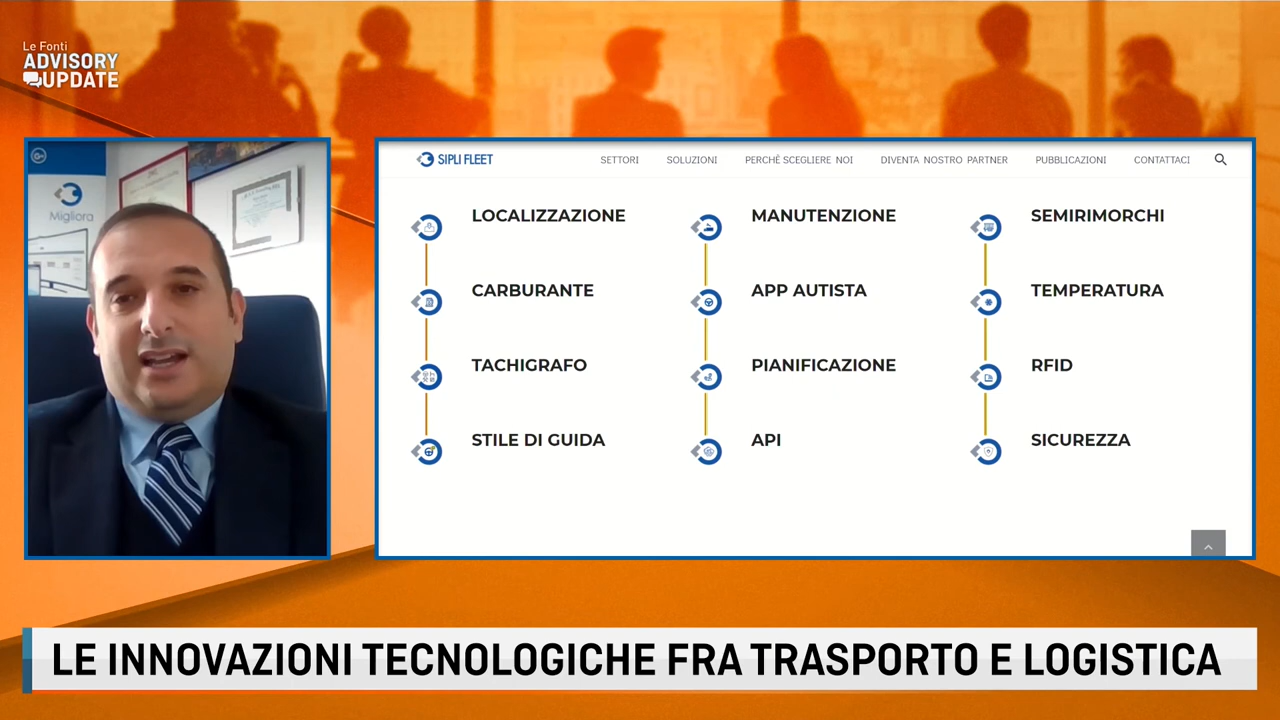 Le Fonti
ADVISORY
UPDATE
Migliora
SIPLI FLEET
SETTORI
SOLUZIONI
PERCHÈ SCEGLIERE NOI
DIVENTA NOSTRO PARTNER
PUBBLICAZIONI
CONTATTACI
LOCALIZZAZIONE
CARBURANTE
TACHIGRAFO
STILE DI GUIDA
MANUTENZIONE
APP AUTISTA
PIANIFICAZIONE
API
SEMIRIMORCHI
TEMPERATURA
RFID
SICUREZZA
LE INNOVAZIONI TECNOLOGICHE FRA TRASPORTO E LOGISTICA